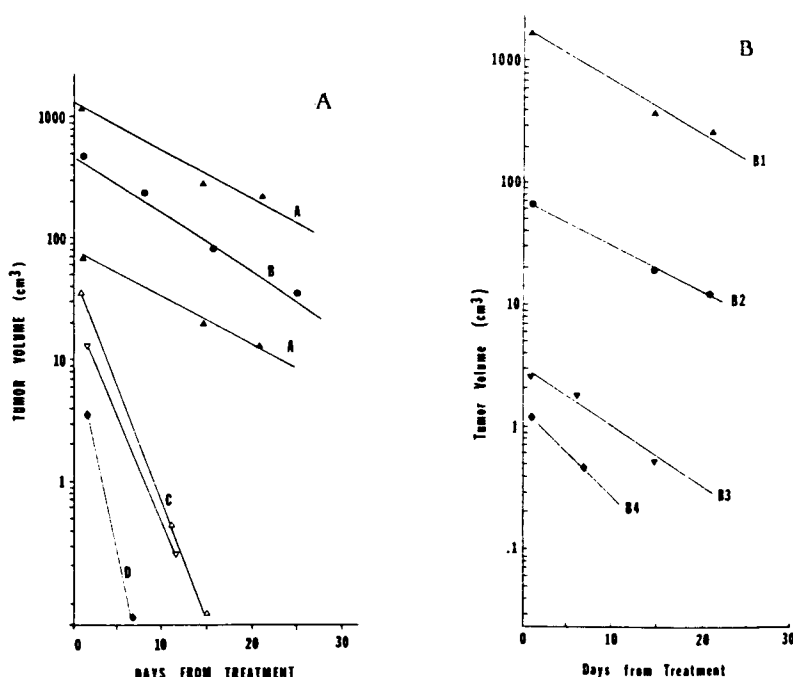 A
1000
100
10
1
TUMOR VOLUME (cm³)
A
B
A
C
D
0
10
20
30
DAYS FROM TREATMENT
B
1000
100
10
1
.1
Tumor Volume (cm³)
B1
B2
B3
B4
0
10
20
30
Days from Treatment